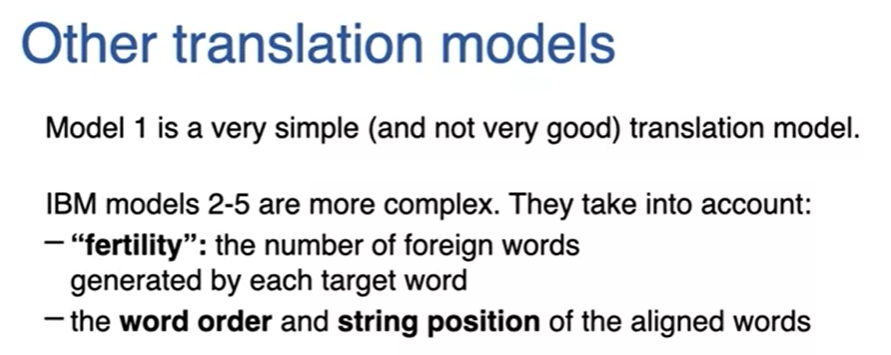 Other translation models
Model 1 is a very simple (and not very good) translation model.
IBM models 2-5 are more complex. They take into account:
– “fertility”: the number of foreign words
generated by each target word
– the word order and string position of the aligned words